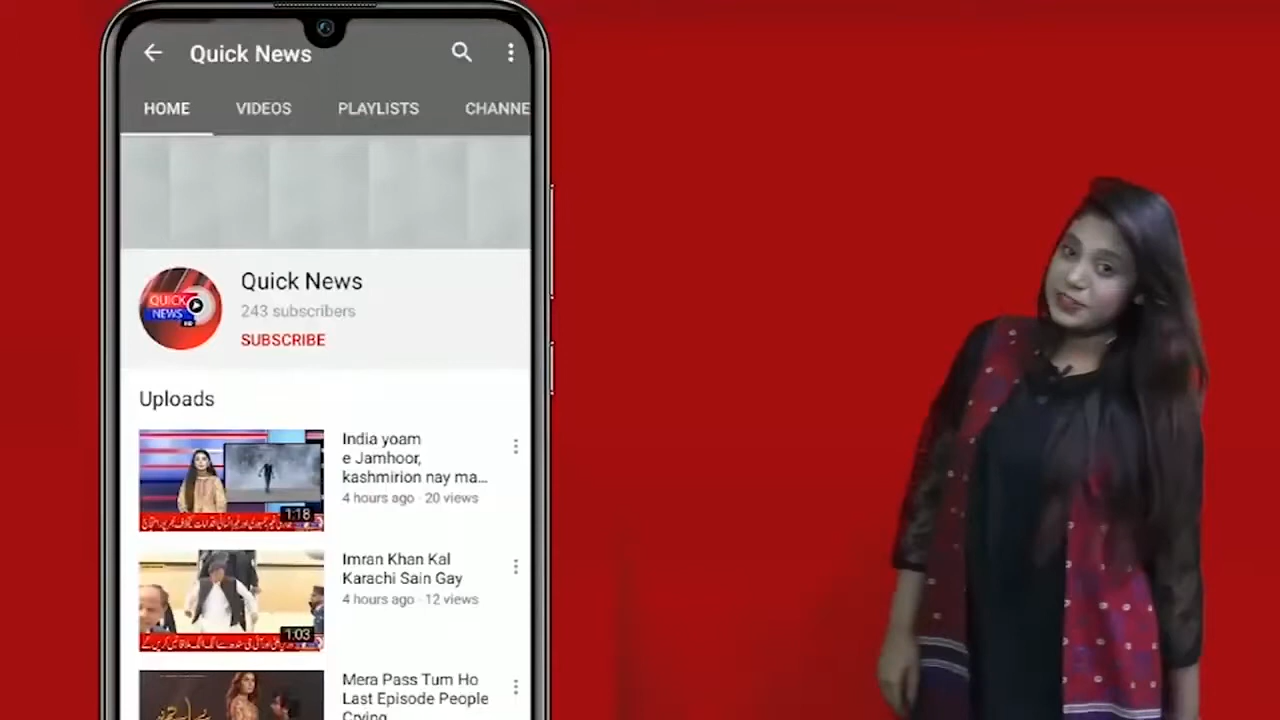 Quick News
HOME VIDEOS PLAYLISTS CHANNE
QUICK
NEWS
HD
Quick News
243 subscribers
SUBSCRIBE
Uploads
India yoam
e Jamhoor,
kashmirion nay ma...
4 hours ago · 20 views
1:18
Imran Khan Kal
Karachi Sain Gay
4 hours ago · 12 views
1:03
Mera Pass Tum Ho
Last Episode People
Crying